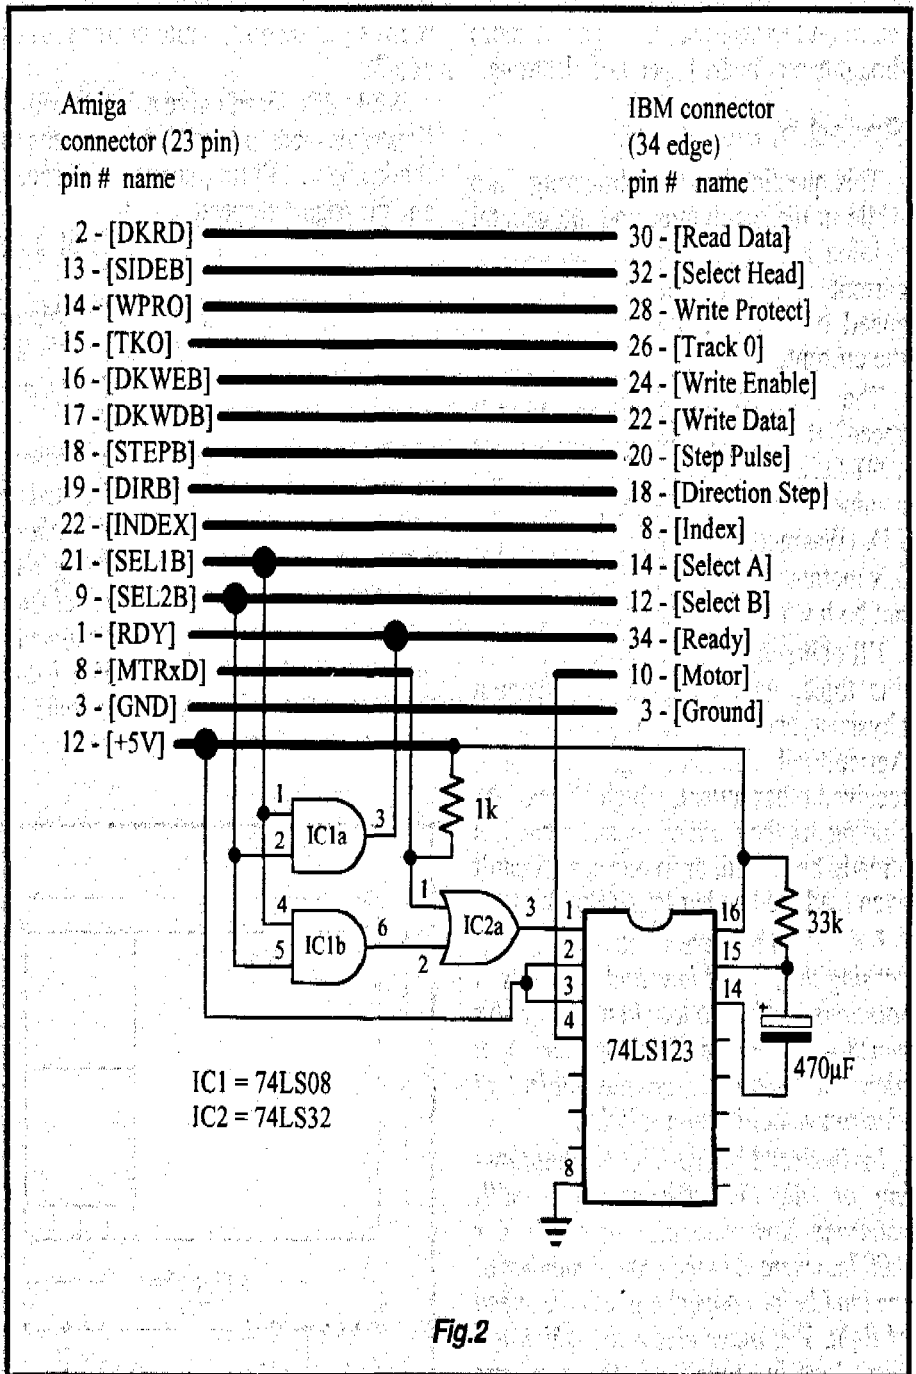 Amiga
connector (23 pin)
pin # name
IBM connector
(34 edge)
pin # name
2 - [DKRD] 30 - [Read Data]
13 - [SIDEB] 32 - [Select Head]
14 - [WPRO] 28 - Write Protect]
15 - [TKO] 26 - [Track 0]
16 - [DKWEB] 24 - [Write Enable]
17 - [DKWDB] 22 - [Write Data]
18 - [STEPB] 20 - [Step Pulse]
19 - [DIRB] 18 - [Direction Step]
22 - [INDEX] 8 - [Index]
21 - [SEL1B] 14 - [Select A]
9 - [SEL2B] 12 - [Select B]
1 - [RDY] 34 - [Ready]
8 - [MTRxD] 10 - [Motor]
3 - [GND] 3 - [Ground]
12 - [+5V]
1
2
IC1a
3
1k
4
5
IC1b
6
1
2
IC2a
3
1
2
3
4
8
16
15
14
74LS123
33k
+
470µF
IC1 = 74LS08
IC2 = 74LS32
Fig.2